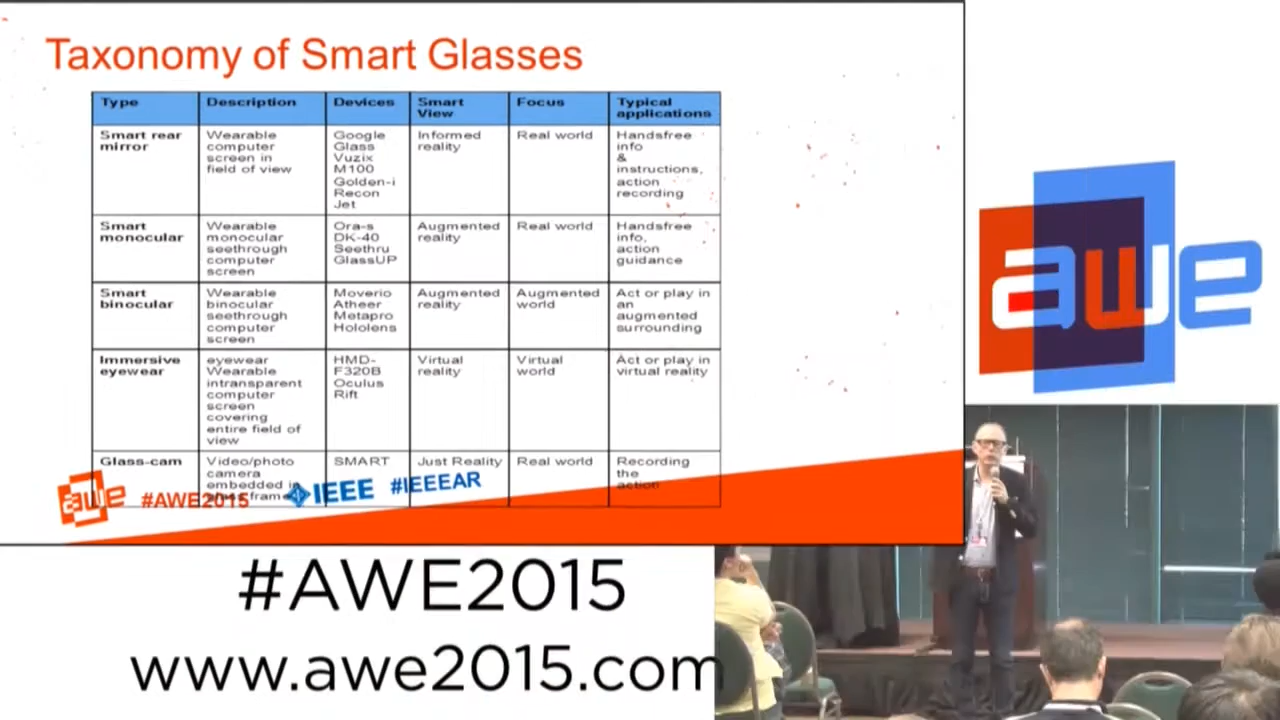 Taxonomy of Smart Glasses
Type
Description
Devices
Smart
View
Focus
Typical
applications
Smart rear
mirror
Wearable
computer
screen in
field of view
Google
Glass
Vuzix
M100
Golden-i
Recon
Jet
Informed
reality
Real world
Handsfree
info
&
instructions,
action
recording
Smart
monocular
Wearable
monocular
seethrough
computer
screen
Ora-s
DK-40
Seethru
GlassUP
Augmented
reality
Real world
Handsfree
info,
action
guidance
Smart
binocular
Wearable
binocular
seethrough
computer
screen
Moverio
Atheer
Metapro
Hololens
Augmented
reality
Augmented
world
Act or play in
an
augmented
surrounding
Immersive
eyewear
eyewear
Wearable
intransparent
computer
screen
covering
entire field of
view
HMD-
F320B
Oculus
Rift
Virtual
reality
Virtual
world
Act or play in
virtual reality
Glass-cam
Video/photo
camera
embedded in
SMART
Just Reality
Real world
Recording
the
action
awe
#AWE2015
IEEE
#IEEEAR
awe
#AWE2015
www.awe2015.com